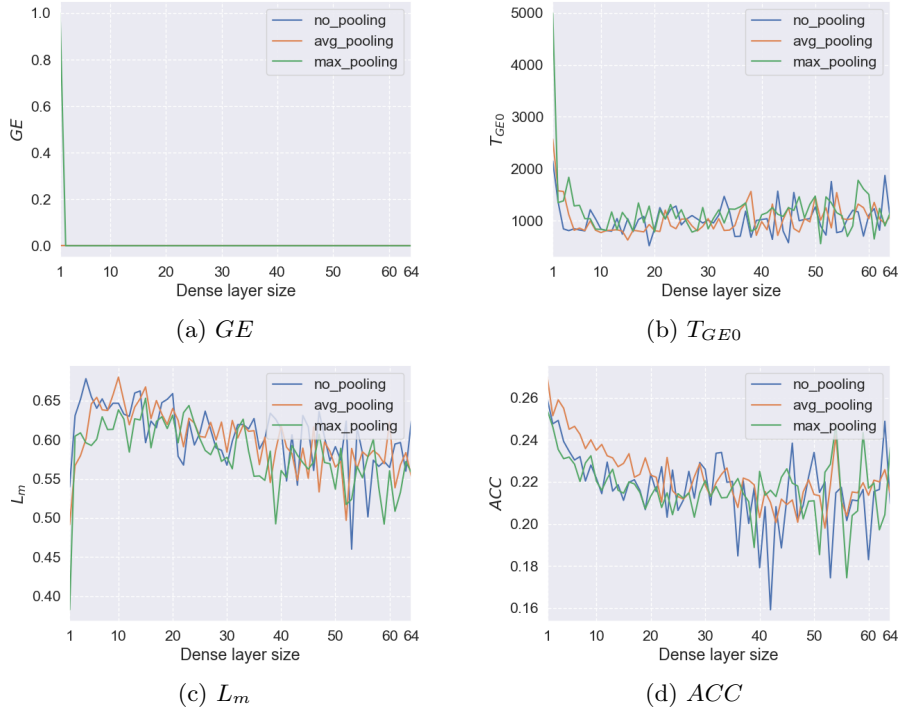 GE
1.0
0.8
0.6
0.4
0.2
0.0
no_pooling
avg_pooling
max_pooling
1 10 20 30 40 50 60 64
Dense layer size
(a) GE
T_GE0
5000
4000
3000
2000
1000
no_pooling
avg_pooling
max_pooling
1 10 20 30 40 50 60 64
Dense layer size
(b) T_GE0
L_m
0.65
0.60
0.55
0.50
0.45
0.40
no_pooling
avg_pooling
max_pooling
1 10 20 30 40 50 60 64
Dense layer size
(c) L_m
ACC
0.26
0.24
0.22
0.20
0.18
0.16
no_pooling
avg_pooling
max_pooling
1 10 20 30 40 50 60 64
Dense layer size
(d) ACC